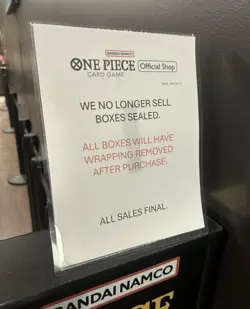 BANDAI NAMCO
ONE PIECE Official Shop
CARD GAME
WE NO LONGER SELL
BOXES SEALED.
ALL BOXES WILL HAVE
WRAPPING REMOVED
AFTER PURCHASE.
ALL SALES FINAL.
BANDAI NAMCO